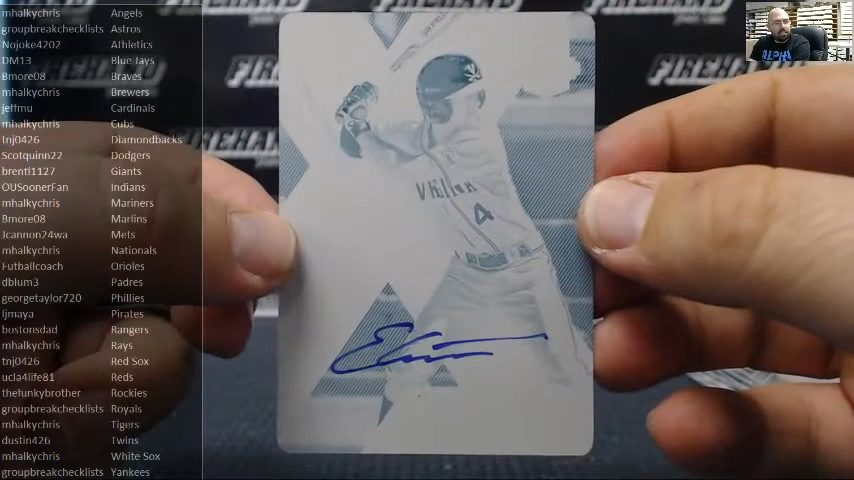 mhalkychris Angels
groupbreakchecklists Astros
Nojoke4202 Athletics
DM13 Blue Jays
Bmore08 Braves
mhalkychris Brewers
jeffmu Cardinals
mhalkychris Cubs
tnj0426 Diamondbacks
Scotquinn22 Dodgers
brentl1127 Giants
OUSoonerFan Indians
mhalkychris Mariners
Bmore08 Marlins
Jcannon24wa Mets
mhalkychris Nationals
Futballcoach Orioles
dblum3 Padres
georgetaylor720 Phillies
ljmaya Pirates
bostonsdad Rangers
mhalkychris Rays
tnj0426 Red Sox
ucla4life81 Reds
thefunkybrother Rockies
groupbreakchecklists Royals
mhalkychris Tigers
dustin426 Twins
mhalkychris White Sox
groupbreakchecklists Yankees
FIREHAND
4
ALPHA